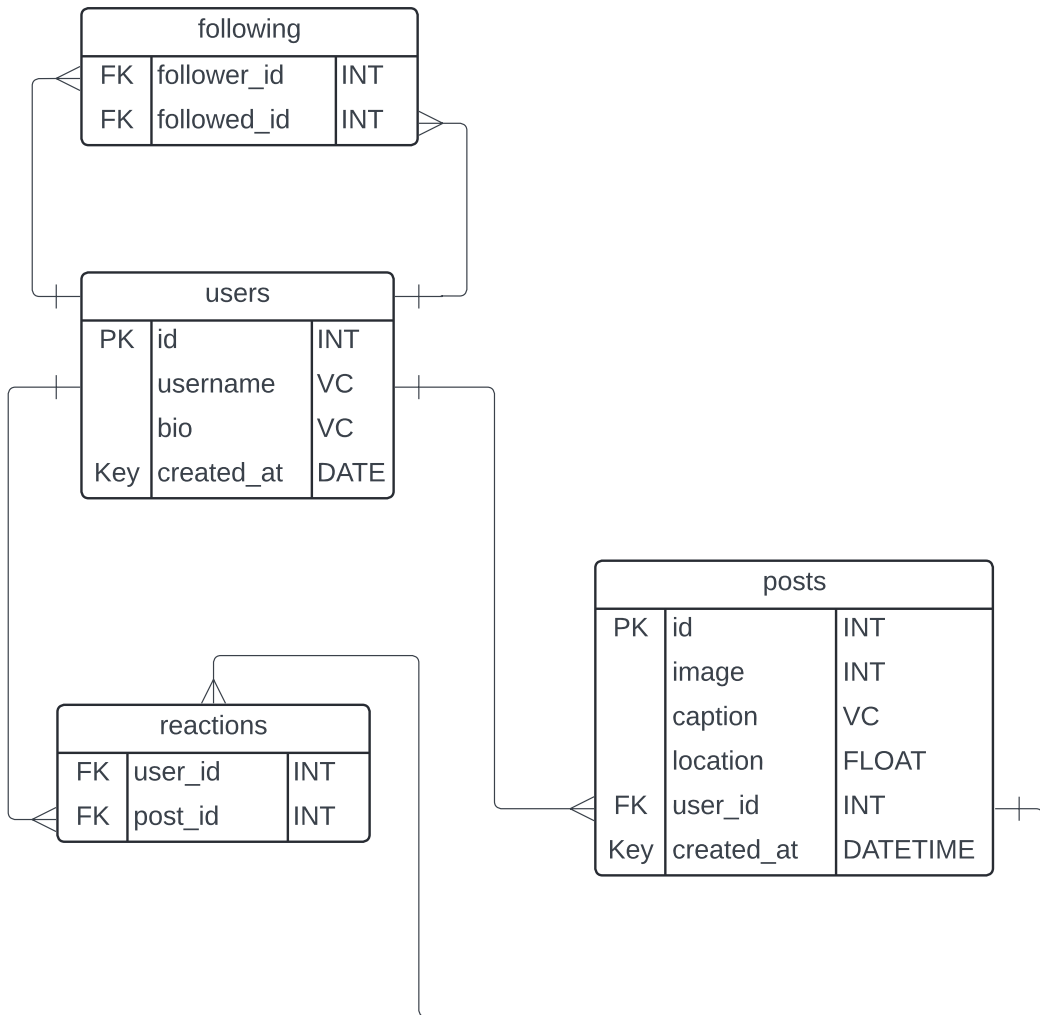 following
FK follower_id INT
FK followed_id INT
users
PK id INT
username VC
bio VC
Key created_at DATE
posts
PK id INT
image INT
caption VC
location FLOAT
FK user_id INT
Key created_at DATETIME
reactions
FK user_id INT
FK post_id INT